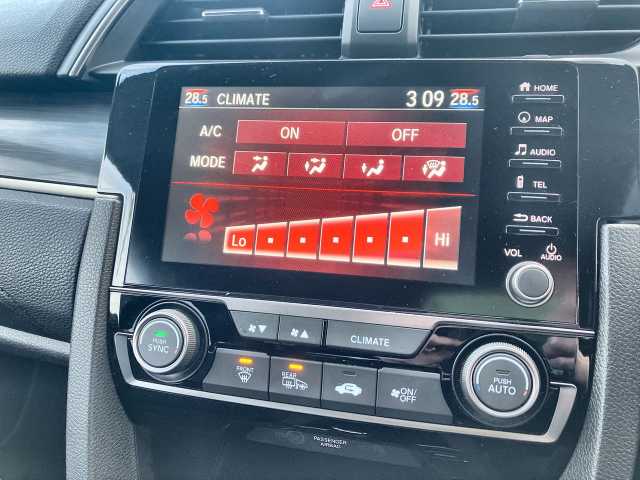 28.5 CLIMATE 3 09 28.5
HOME
A/C ON OFF
MAP
MODE
AUDIO
TEL
BACK
Lo Hi
VOL AUDIO
CLIMATE
PUSH
SYNC
FRONT
REAR
ON/
OFF
PUSH
AUTO
PASSENGER
AIRBAG